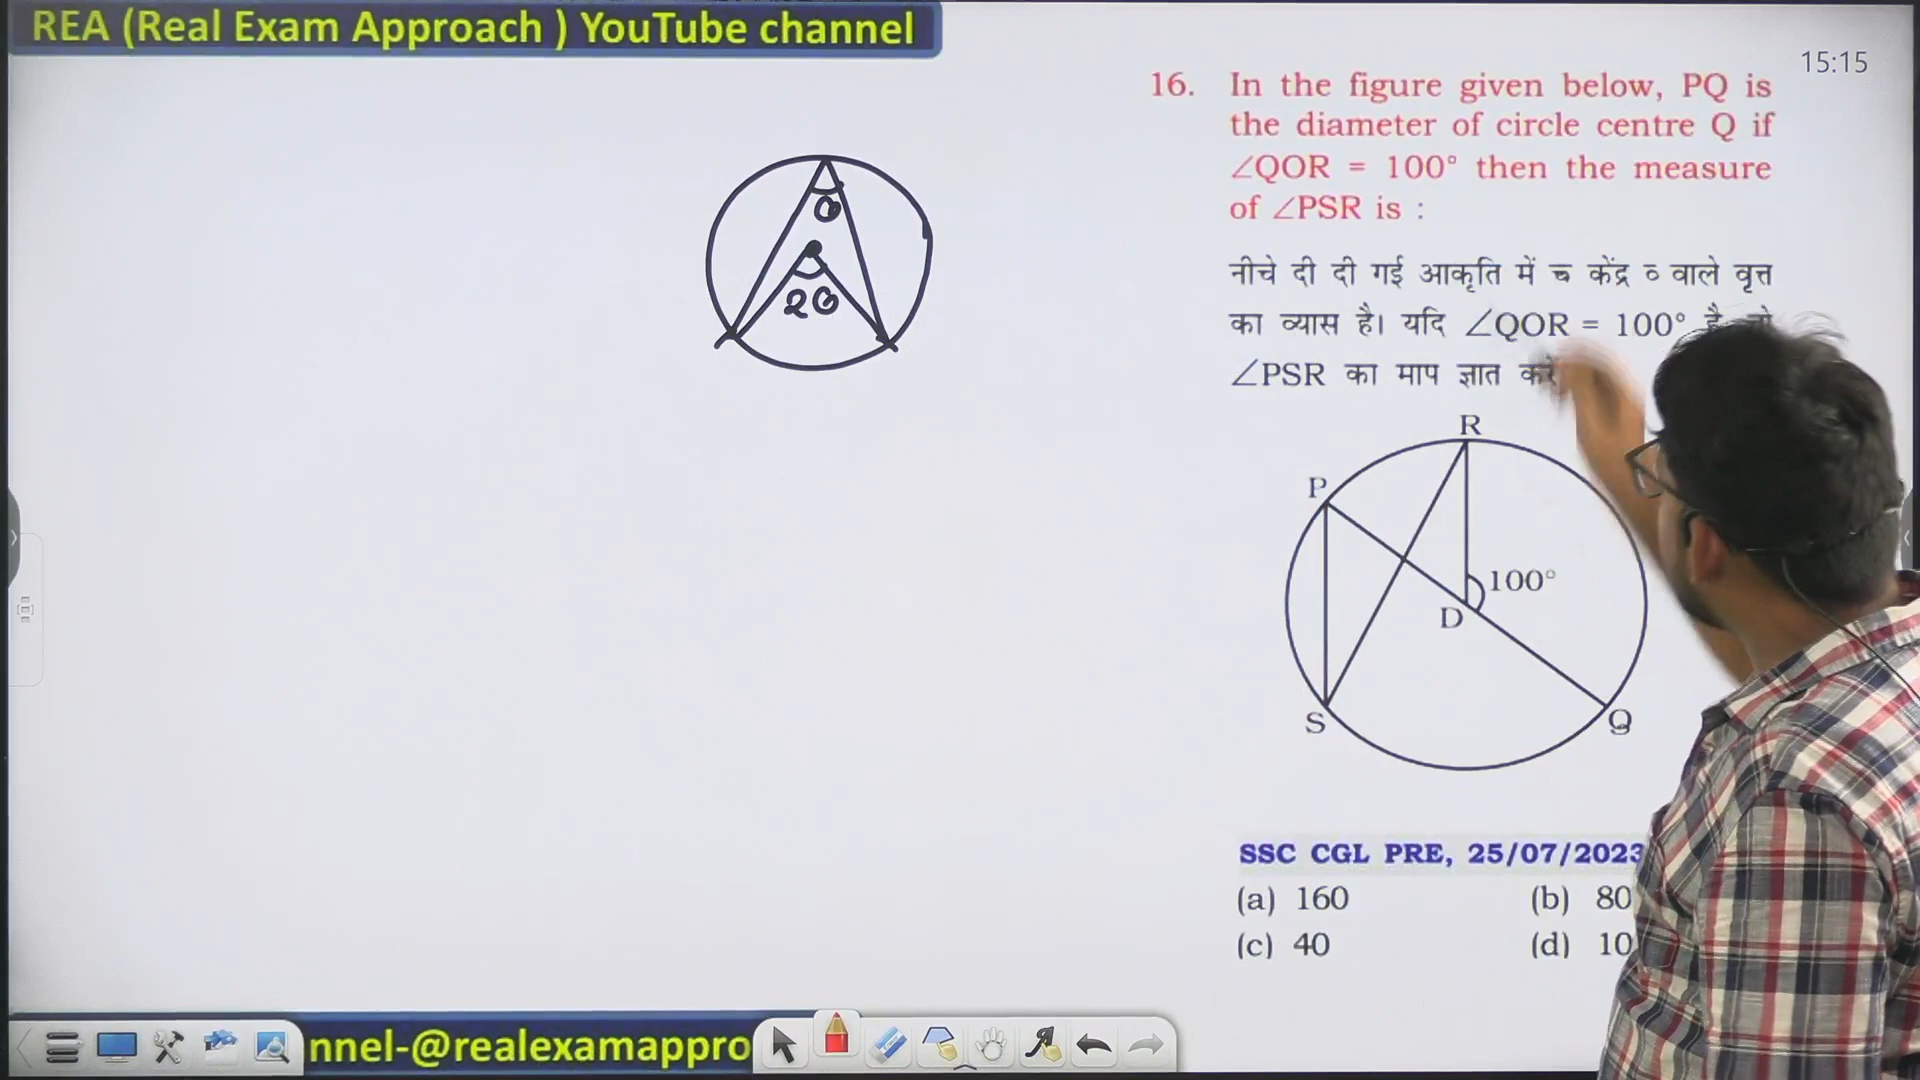 REA (Real Exam Approach ) YouTube channel
15:15
16. In the figure given below, PQ is
the diameter of circle centre Q if
∠QOR = 100° then the measure
of ∠PSR is :
नीचे दी दी गई आकृति में च्च केंद्र व वाले वृत्त
का व्यास है। यदि ∠QOR = 100° है
∠PSR का माप ज्ञात करें
θ
2θ
R
P
100°
D
S
Q
SSC CGL PRE, 25/07/2023
(a) 160 (b) 80
(c) 40 (d) 10
nnel-@realexamappro